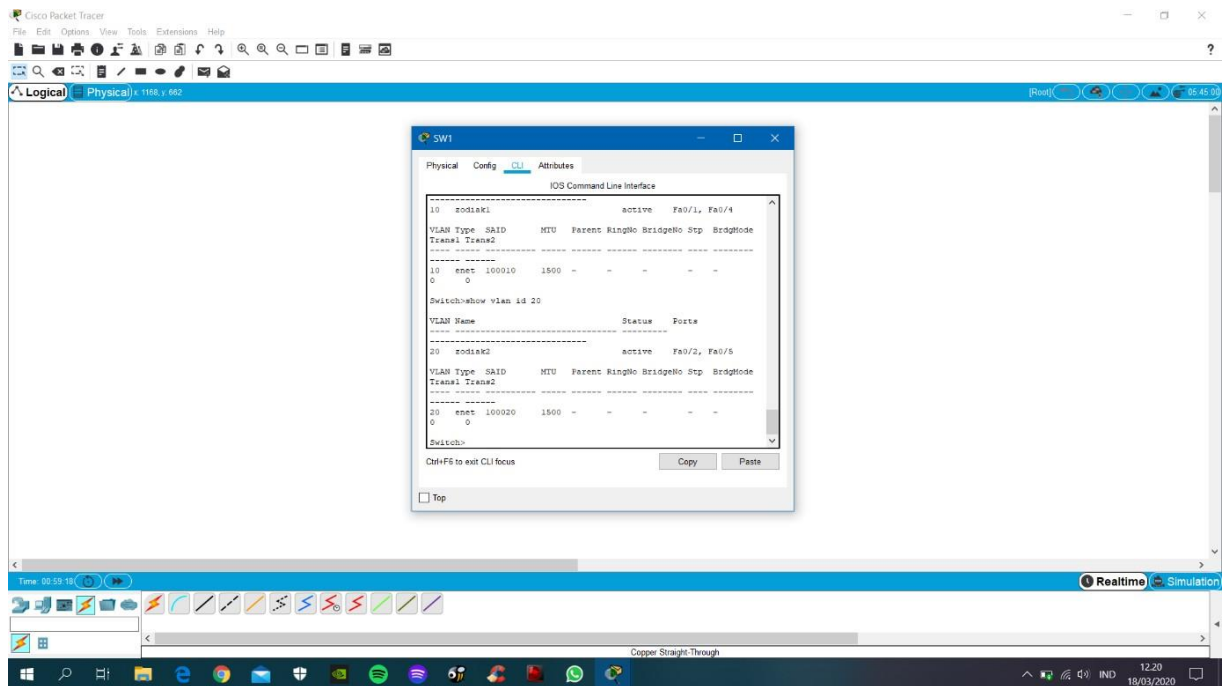 Cisco Packet Tracer
File Edit Options View Tools Extensions Help
?
Logical Physical x: 1168, y: 662 [Root] 05:45:00
SW1
Physical Config CLI Attributes
IOS Command Line Interface
--------------------------------
10 zodiak1 active Fa0/1, Fa0/4
VLAN Type SAID MTU Parent RingNo BridgeNo Stp BrdgMode
Trans1 Trans2
---- ----- ---------- ----- ------ ------ -------- ---- --------
------ ------
10 enet 100010 1500 - - - - -
0 0
Switch>show vlan id 20
VLAN Name Status Ports
---- -------------------------------- ---------
--------------------------------
20 zodiak2 active Fa0/2, Fa0/5
VLAN Type SAID MTU Parent RingNo BridgeNo Stp BrdgMode
Trans1 Trans2
---- ----- ---------- ----- ------ ------ -------- ---- --------
------ ------
20 enet 100020 1500 - - - - -
0 0
Switch>
Ctrl+F6 to exit CLI focus Copy Paste
Top
Time: 00:59:18 Realtime Simulation
Copper Straight-Through
IND 12.20
18/03/2020